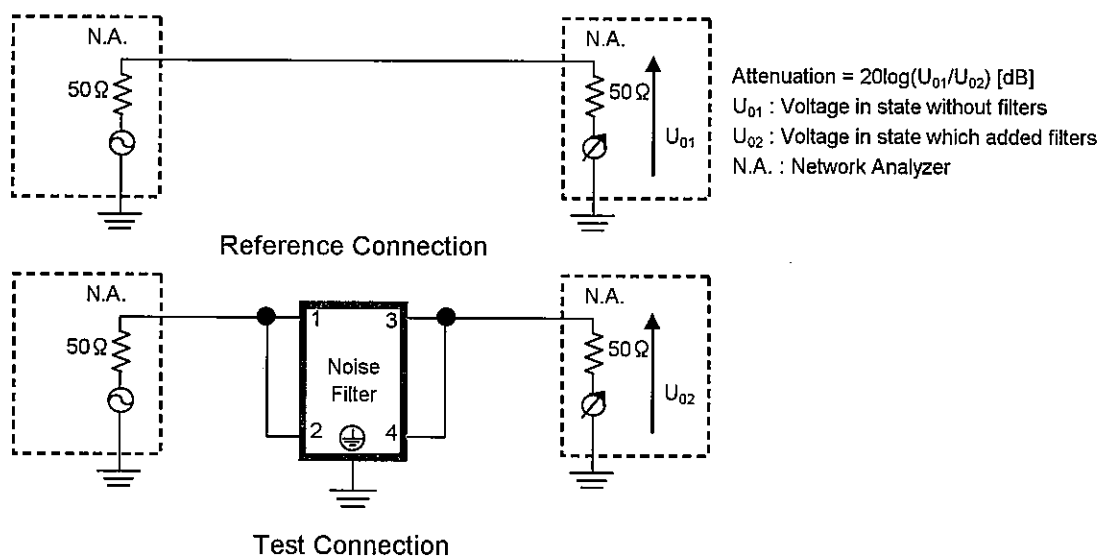 N.A.
50Ω
N.A.
50Ω
U01
Attenuation = 20log(U01/U02) [dB]
U01 : Voltage in state without filters
U02 : Voltage in state which added filters
N.A. : Network Analyzer
Reference Connection
N.A.
50Ω
1
3
Noise
Filter
2
4
N.A.
50Ω
U02
Test Connection